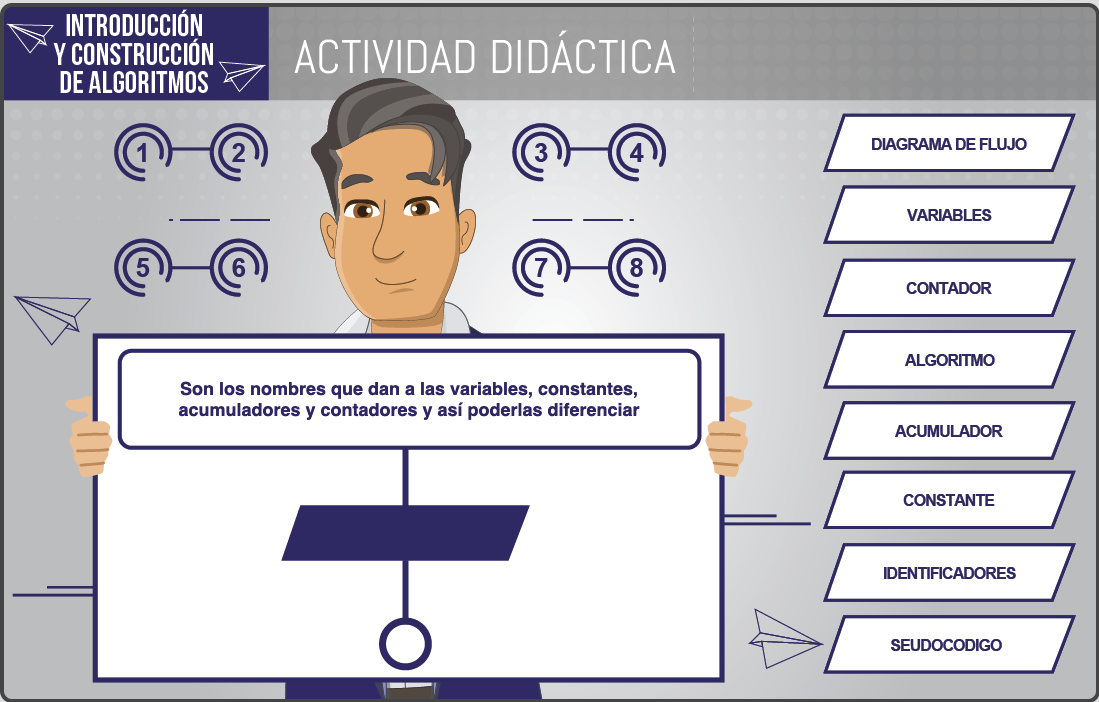 INTRODUCCIÓN
Y CONSTRUCCIÓN
DE ALGORITMOS
ACTIVIDAD DIDÁCTICA
1 2 3 4
5 6 7 8
Son los nombres que dan a las variables, constantes,
acumuladores y contadores y así poderlas diferenciar
DIAGRAMA DE FLUJO
VARIABLES
CONTADOR
ALGORITMO
ACUMULADOR
CONSTANTE
IDENTIFICADORES
SEUDOCODIGO